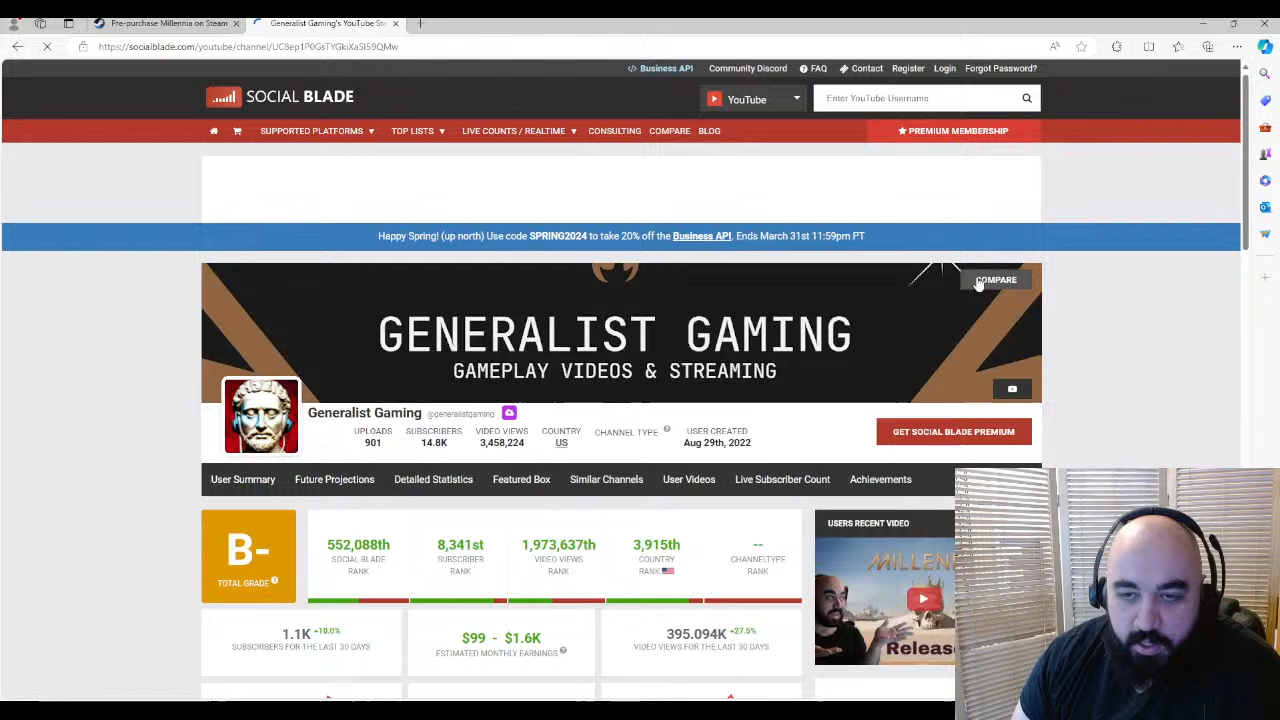 Pre-purchase Millennia on Steam
Generalist Gaming's YouTube Sta
https://socialblade.com/youtube/channel/UC8ep1P0GsTYGkiXaSI59QMw
Business API Community Discord FAQ Contact Register Login Forgot Password?
SOCIAL BLADE
YouTube
Enter YouTube Username
SUPPORTED PLATFORMS TOP LISTS LIVE COUNTS / REALTIME CONSULTING COMPARE BLOG
PREMIUM MEMBERSHIP
Happy Spring! (up north) Use code SPRING2024 to take 20% off the Business API. Ends March 31st 11:59pm PT
COMPARE
GENERALIST GAMING
GAMEPLAY VIDEOS & STREAMING
Generalist Gaming @generalistgaming
UPLOADS SUBSCRIBERS VIDEO VIEWS COUNTRY CHANNEL TYPE USER CREATED
901 14.8K 3,458,224 US Aug 29th, 2022
GET SOCIAL BLADE PREMIUM
User Summary Future Projections Detailed Statistics Featured Box Similar Channels User Videos Live Subscriber Count Achievements
B-
TOTAL GRADE
552,088th 8,341st 1,973,637th 3,915th --
SOCIAL BLADE RANK
SUBSCRIBER RANK
VIDEO VIEWS RANK
COUNTRY RANK
CHANNELTYPE RANK
USERS RECENT VIDEO
MILLEN
Release
1.1K +10.0%
SUBSCRIBERS FOR THE LAST 30 DAYS
$99 - $1.6K
ESTIMATED MONTHLY EARNINGS
395.094K +27.5%
VIDEO VIEWS FOR THE LAST 30 DAYS